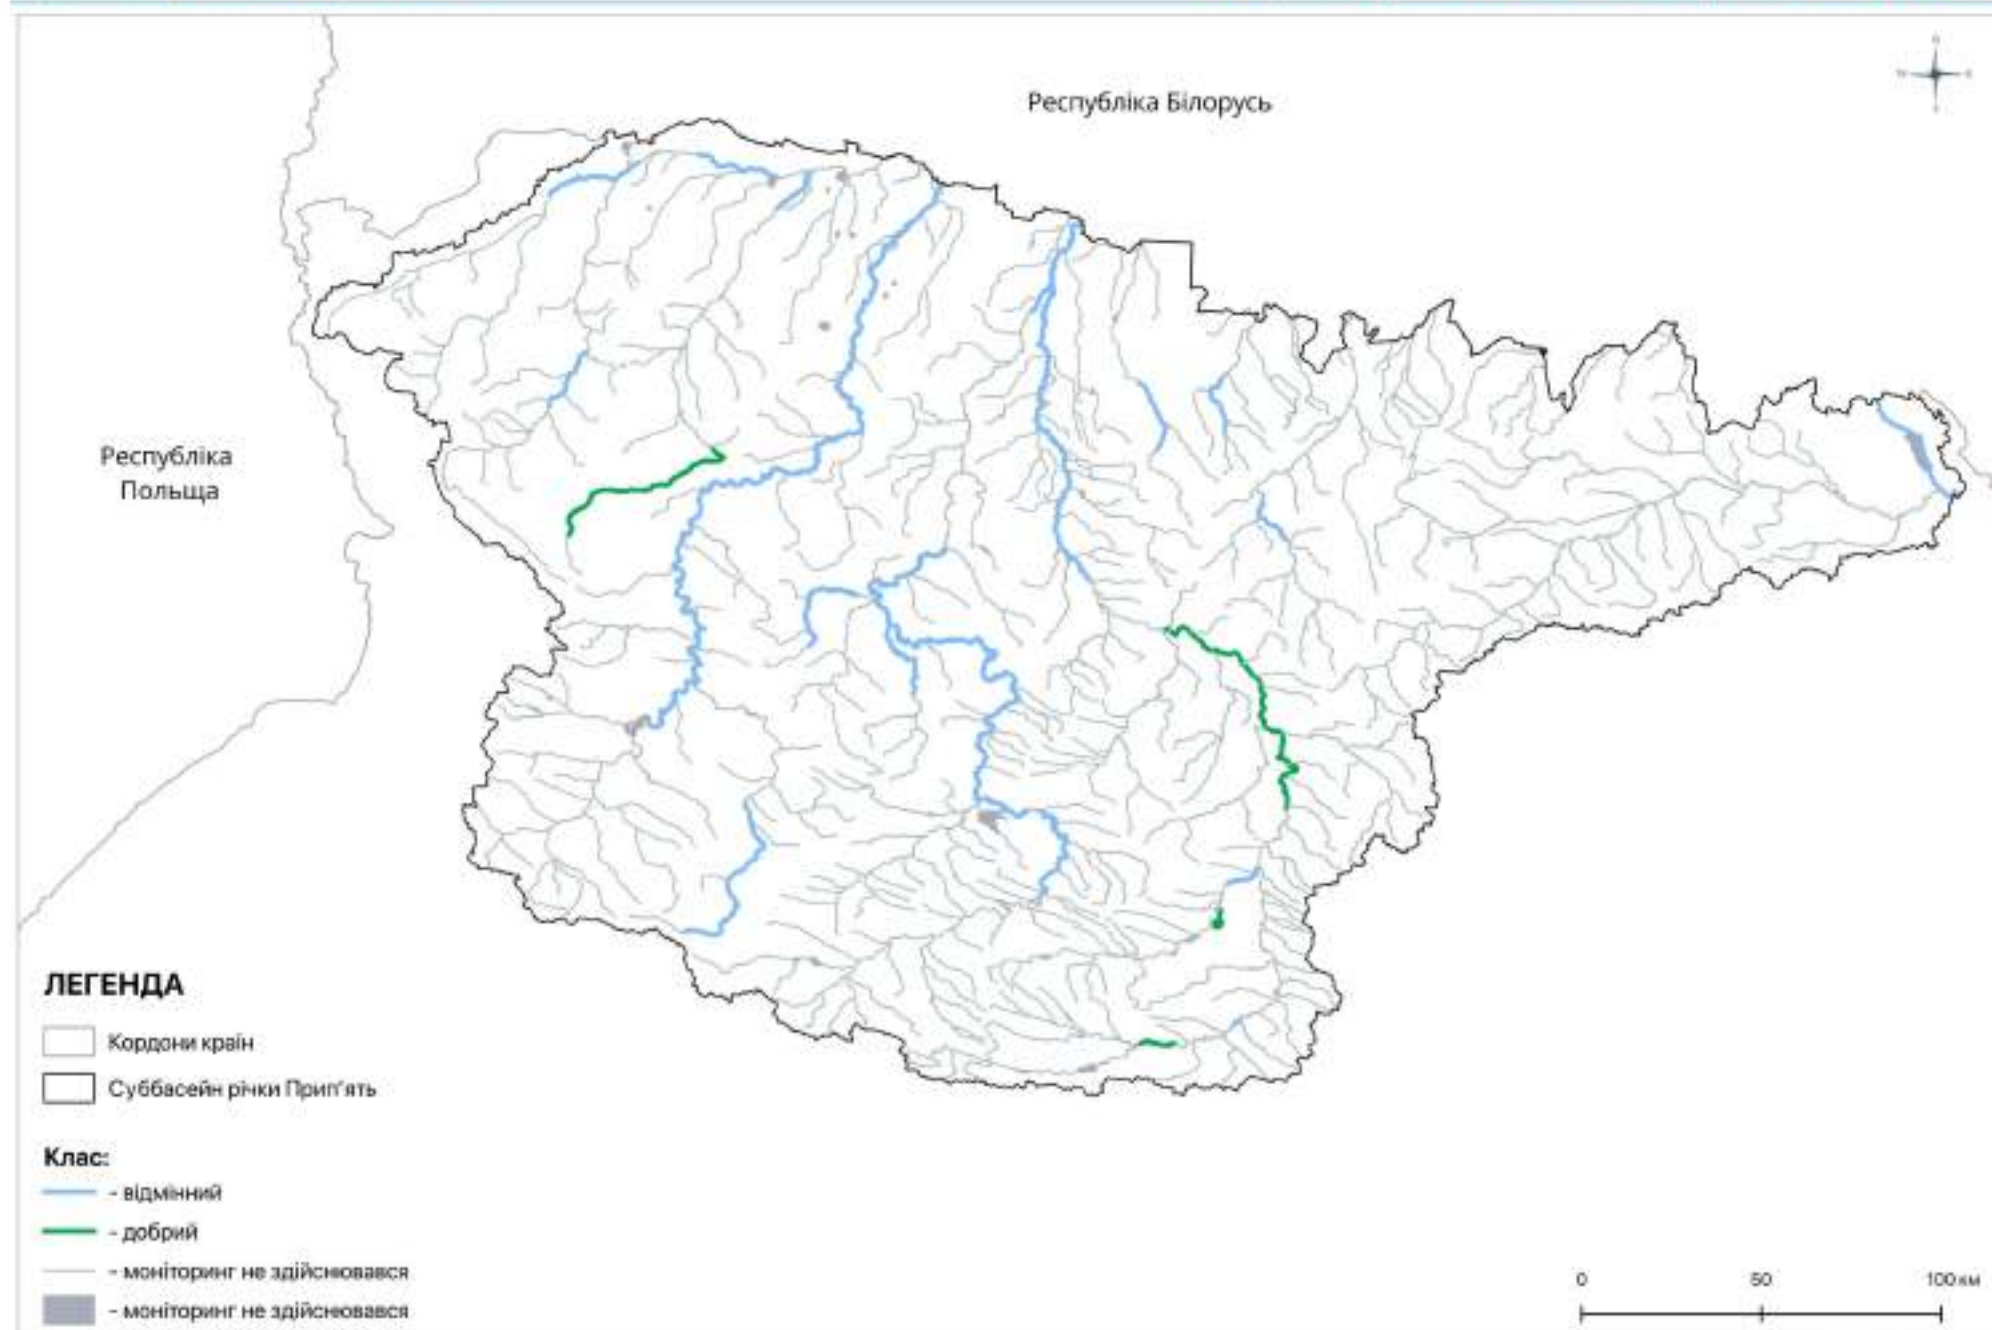 Республіка Білорусь
Республіка
Польща
ЛЕГЕНДА
Кордони країн
Суббасейн річки Прип'ять
Клас:
- відмінний
- добрий
- моніторинг не здійснювався
- моніторинг не здійснювався
0 50 100 км